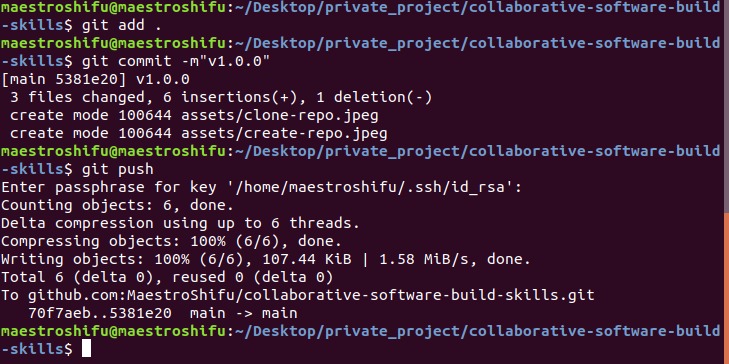 maestroshifu@maestroshifu:~/Desktop/private_project/collaborative-software-build
-skills$ git add .
maestroshifu@maestroshifu:~/Desktop/private_project/collaborative-software-build
-skills$ git commit -m"v1.0.0"
[main 5381e20] v1.0.0
 3 files changed, 6 insertions(+), 1 deletion(-)
 create mode 100644 assets/clone-repo.jpeg
 create mode 100644 assets/create-repo.jpeg
maestroshifu@maestroshifu:~/Desktop/private_project/collaborative-software-build
-skills$ git push
Enter passphrase for key '/home/maestroshifu/.ssh/id_rsa':
Counting objects: 6, done.
Delta compression using up to 6 threads.
Compressing objects: 100% (6/6), done.
Writing objects: 100% (6/6), 107.44 KiB | 1.58 MiB/s, done.
Total 6 (delta 0), reused 0 (delta 0)
To github.com:MaestroShifu/collaborative-software-build-skills.git
   70f7aeb..5381e20  main -> main
maestroshifu@maestroshifu:~/Desktop/private_project/collaborative-software-build
-skills$